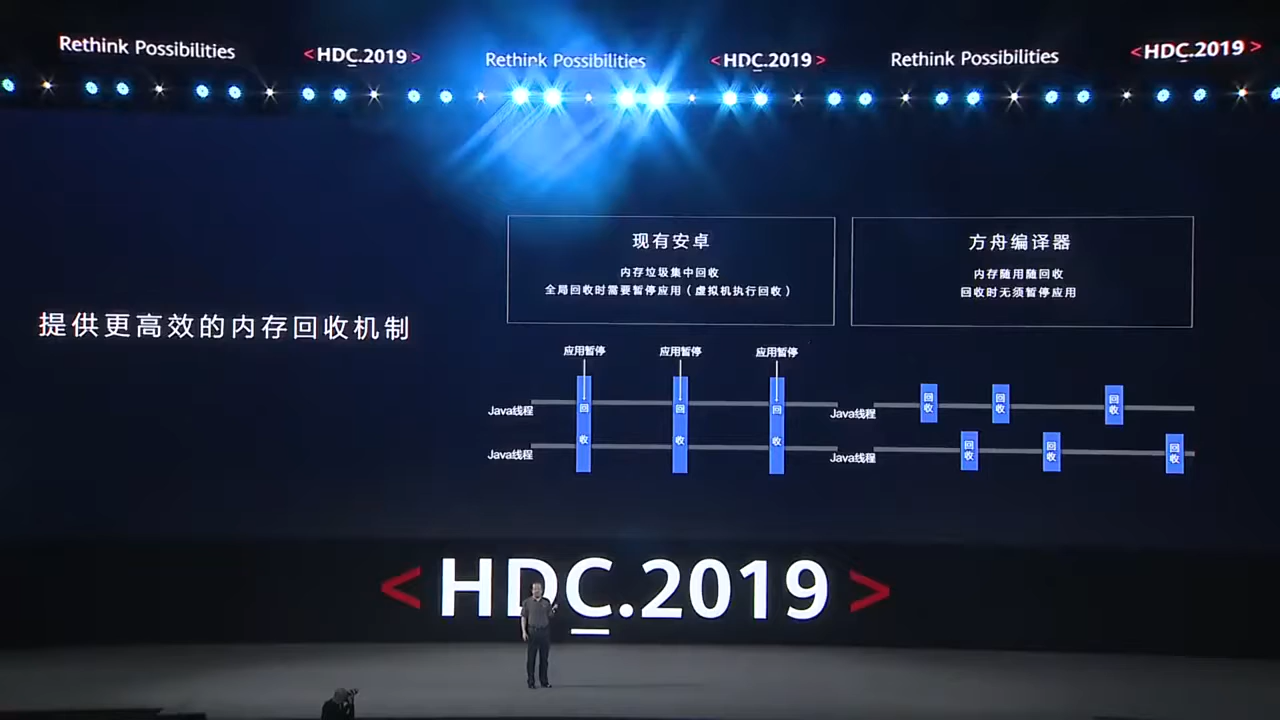 Rethink Possibilities
<HDC.2019>
Rethink Possibilities
<HDC.2019>
Rethink Possibilities
<HDC.2019>
提供更高效的内存回收机制
现有安卓
内存垃圾集中回收
全局回收时需要暂停应用（虚拟机执行回收）
应用暂停
应用暂停
应用暂停
Java线程
回收
回收
回收
Java线程
方舟编译器
内存随用随回收
回收时无须暂停应用
Java线程
回收
回收
回收
Java线程
回收
回收
回收
<HDC.2019>